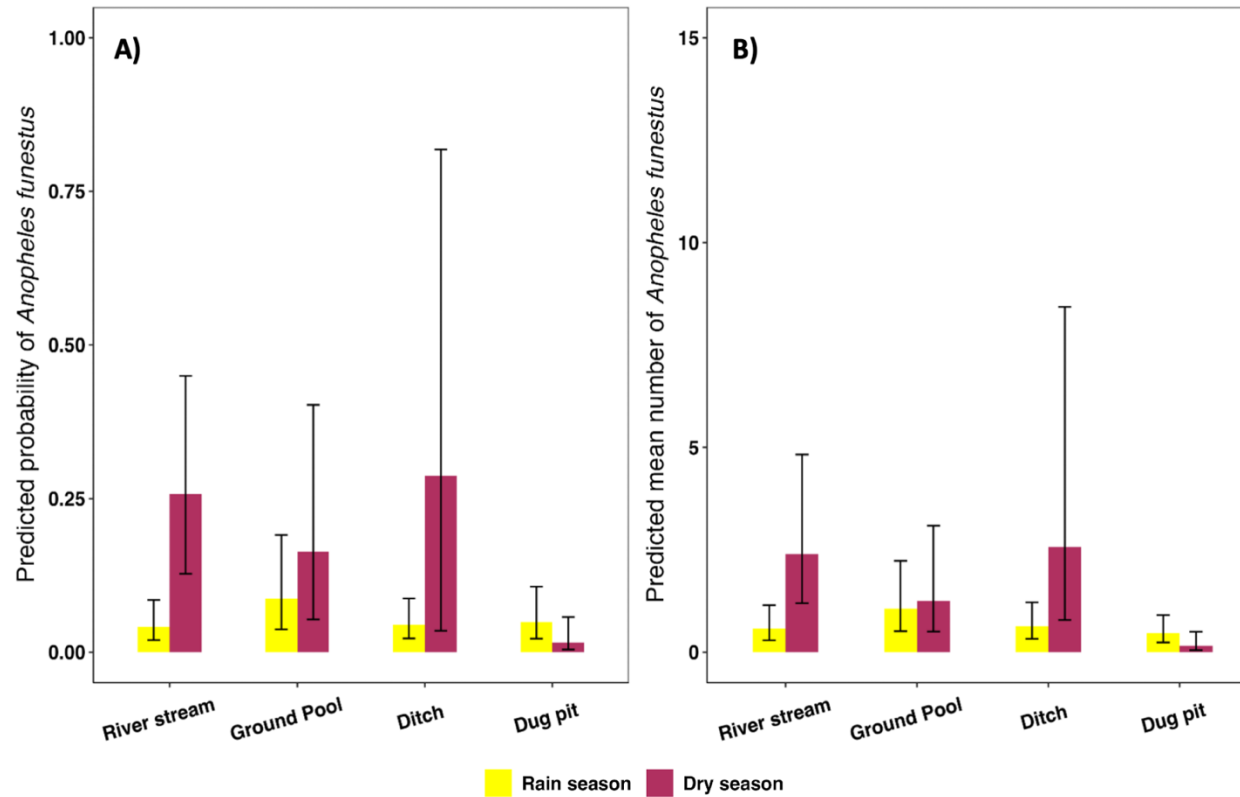 A)
Predicted probability of Anopheles funestus
1.00
0.75
0.50
0.25
0.00
River stream
Ground Pool
Ditch
Dug pit
B)
Predicted mean number of Anopheles funestus
15
10
5
0
River stream
Ground Pool
Ditch
Dug pit
Rain season
Dry season